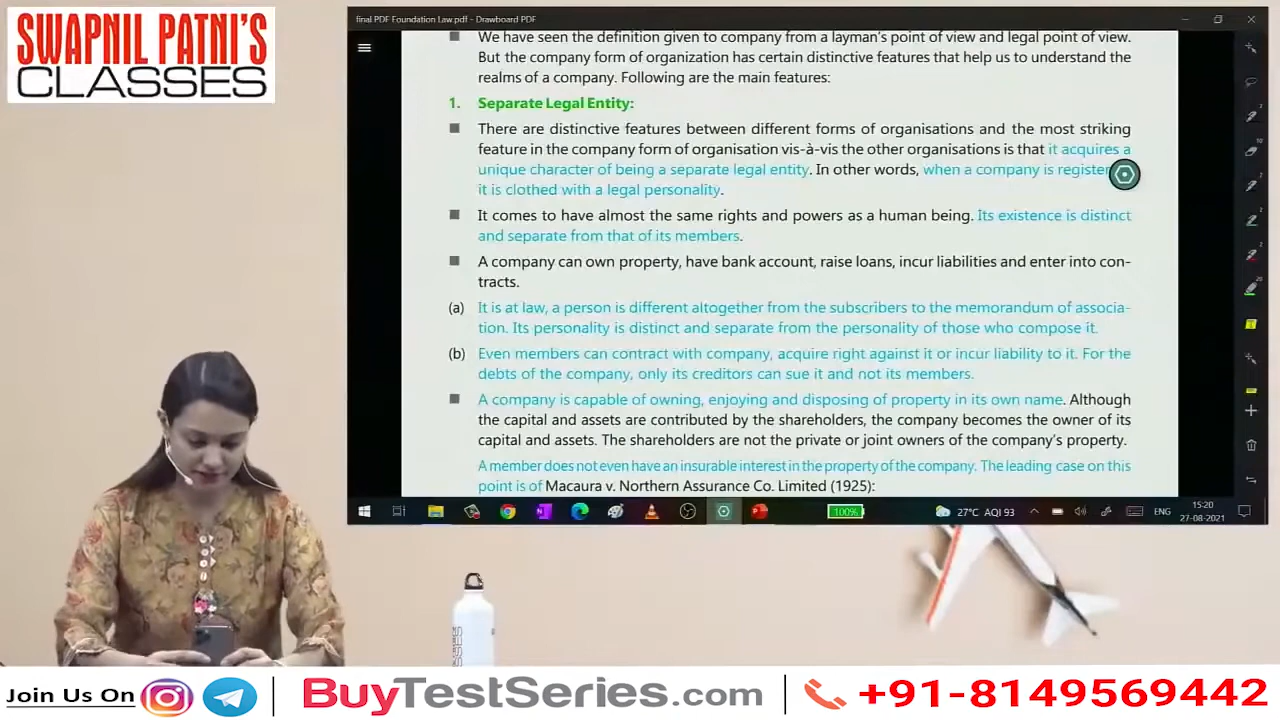 SWAPNIL PATNI'S
CLASSES
final PDF Foundation Law.pdf - Drawboard PDF
We have seen the definition given to company from a layman's point of view and legal point of view.
But the company form of organization has certain distinctive features that help us to understand the
realms of a company. Following are the main features:
1. Separate Legal Entity:
There are distinctive features between different forms of organisations and the most striking
feature in the company form of organisation vis-à-vis the other organisations is that it acquires a
unique character of being a separate legal entity. In other words, when a company is register
it is clothed with a legal personality.
It comes to have almost the same rights and powers as a human being. Its existence is distinct
and separate from that of its members.
A company can own property, have bank account, raise loans, incur liabilities and enter into con-
tracts.
(a) It is at law, a person is different altogether from the subscribers to the memorandum of associa-
tion. Its personality is distinct and separate from the personality of those who compose it.
(b) Even members can contract with company, acquire right against it or incur liability to it. For the
debts of the company, only its creditors can sue it and not its members.
A company is capable of owning, enjoying and disposing of property in its own name. Although
the capital and assets are contributed by the shareholders, the company becomes the owner of its
capital and assets. The shareholders are not the private or joint owners of the company's property.
A member does not even have an insurable interest in the property of the company. The leading case on this
point is of Macaura v. Northern Assurance Co. Limited (1925):
100%
27°C AQI 93
ENG
15:20
27-08-2021
Join Us On
BuyTestSeries.com
+91-8149569442